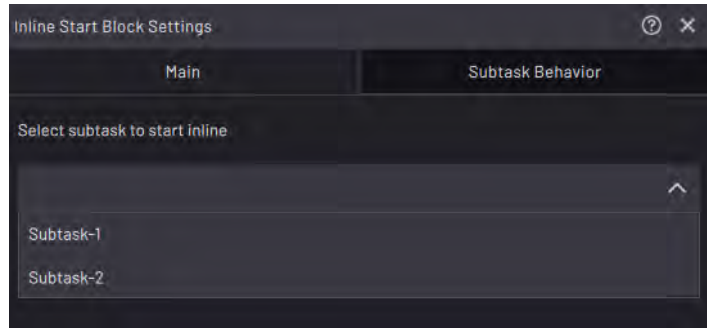 Inline Start Block Settings
Main
Subtask Behavior
Select subtask to start inline
Subtask-1
Subtask-2